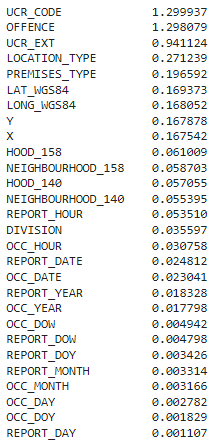 UCR_CODE 1.299937
OFFENCE 1.298079
UCR_EXT 0.941124
LOCATION_TYPE 0.271239
PREMISES_TYPE 0.196592
LAT_WGS84 0.169373
LONG_WGS84 0.168052
Y 0.167878
X 0.167542
HOOD_158 0.061009
NEIGHBOURHOOD_158 0.058703
HOOD_140 0.057055
NEIGHBOURHOOD_140 0.055395
REPORT_HOUR 0.053510
DIVISION 0.035597
OCC_HOUR 0.030758
REPORT_DATE 0.024812
OCC_DATE 0.023041
REPORT_YEAR 0.018328
OCC_YEAR 0.017798
OCC_DOW 0.004942
REPORT_DOW 0.004798
REPORT_DOY 0.003426
REPORT_MONTH 0.003314
OCC_MONTH 0.003166
OCC_DAY 0.002782
OCC_DOY 0.001829
REPORT_DAY 0.001107